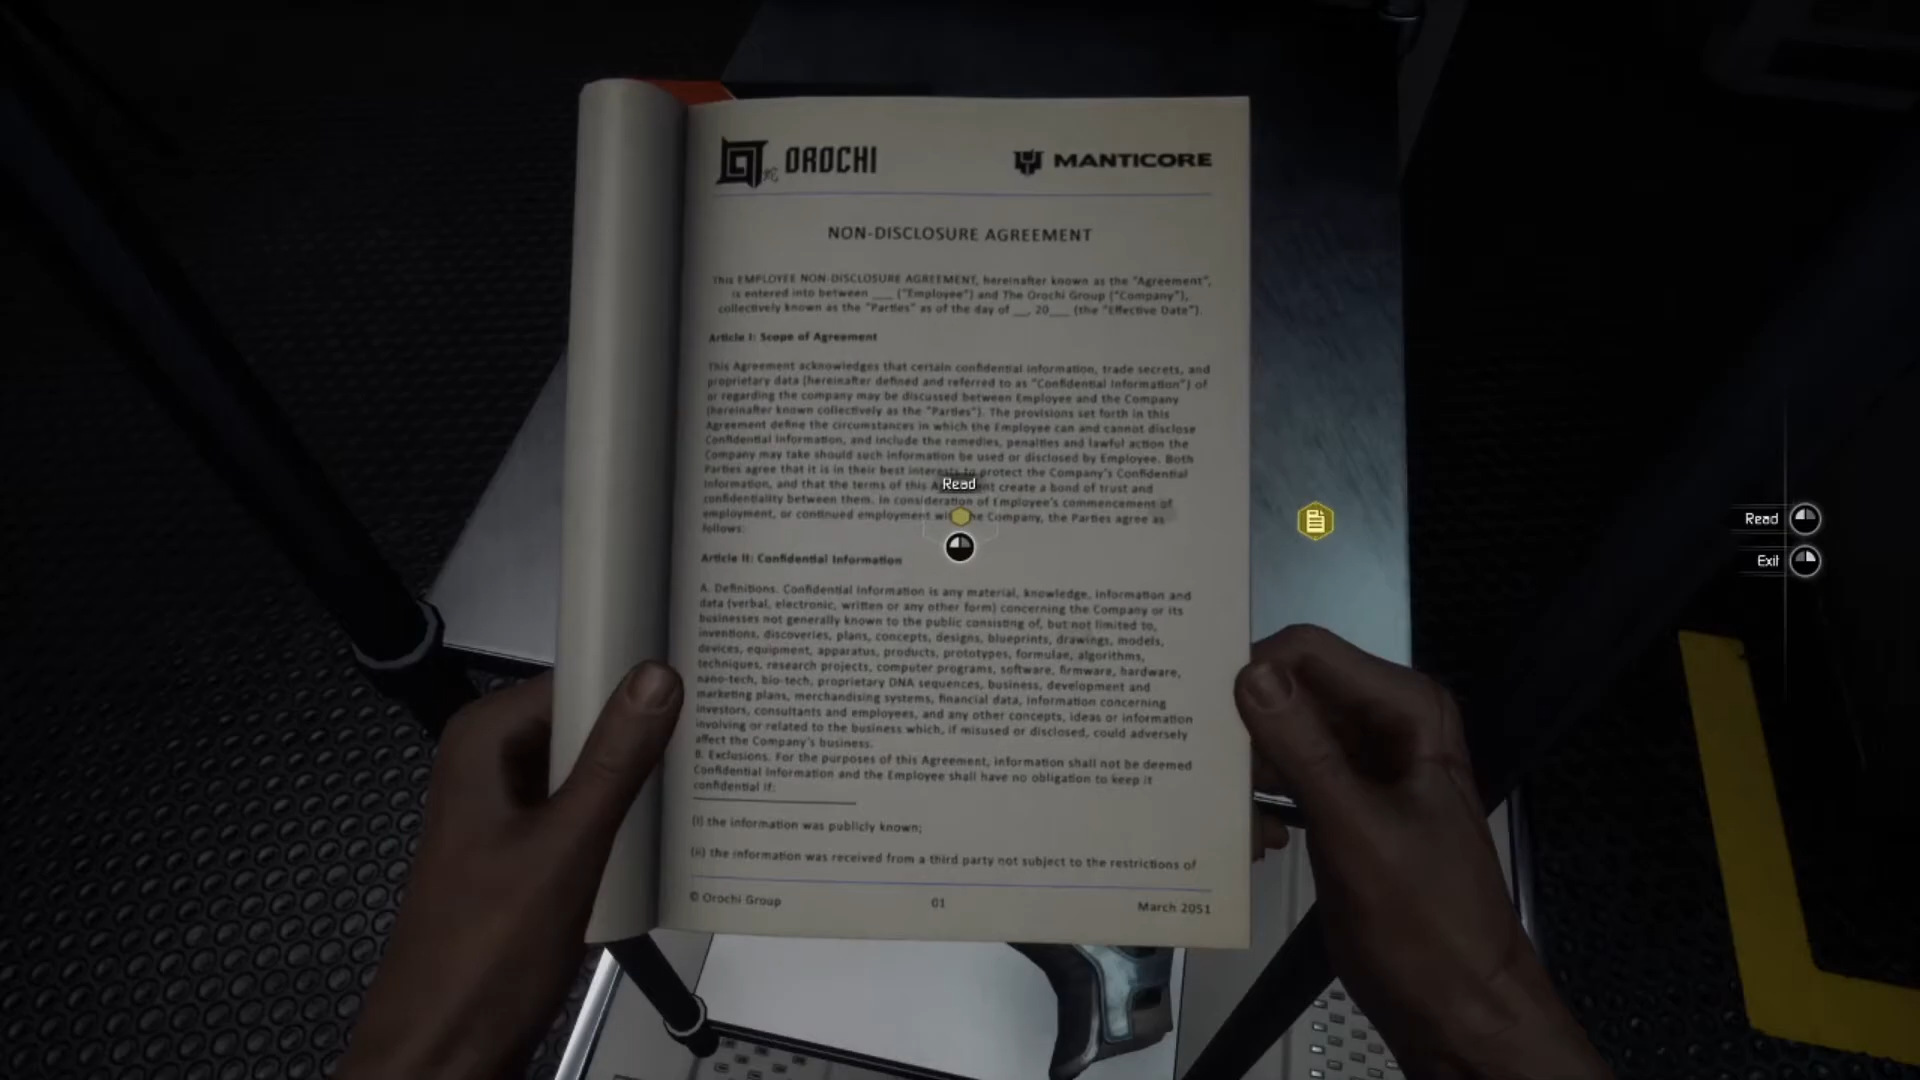 OROCHI
MANTICORE
NON-DISCLOSURE AGREEMENT
This EMPLOYEE NON-DISCLOSURE AGREEMENT, hereinafter known as the "Agreement",
is entered into between ___ ("Employee") and The Orochi Group ("Company"),
collectively known as the "Parties" as of the day of __, 20___ (the "Effective Date").
Article I: Scope of Agreement
This Agreement acknowledges that certain confidential information, trade secrets, and
proprietary data (hereinafter defined and referred to as "Confidential Information") of
or regarding the company may be discussed between Employee and the Company
(hereinafter known collectively as the "Parties"). The provisions set forth in this
Agreement define the circumstances in which the Employee can and cannot disclose
Confidential Information, and include the remedies, penalties and lawful action the
Company may take should such information be used or disclosed by Employee. Both
Parties agree that it is in their best interests to protect the Company's Confidential
Information, and that the terms of this create a bond of trust and
Read
confidentiality between them. In consideration of Employee's commencement of
employment, or continued employment the Company, the Parties agree as
follows:
Article II: Confidential Information
A. Definitions. Confidential Information is any material, knowledge, information and
data (verbal, electronic, written or any other form) concerning the Company or its
businesses not generally known to the public consisting of, but not limited to,
inventions, discoveries, plans, concepts, designs, blueprints, drawings, models,
devices, equipment, apparatus, products, prototypes, formulae, algorithms,
techniques, research projects, computer programs, software, firmware, hardware,
nano-tech, bio-tech, proprietary DNA sequences, business, development and
marketing plans, merchandising systems, financial data, information concerning
investors, consultants and employees, and any other concepts, ideas or information
involving or related to the business which, if misused or disclosed, could adversely
affect the Company's business.
B. Exclusions. For the purposes of this Agreement, information shall not be deemed
Confidential Information and the Employee shall have no obligation to keep it
confidential if:
(i) the information was publicly known;
(ii) the information was received from a third party not subject to the restrictions of
© Orochi Group
01
March 2051
Read
Exit